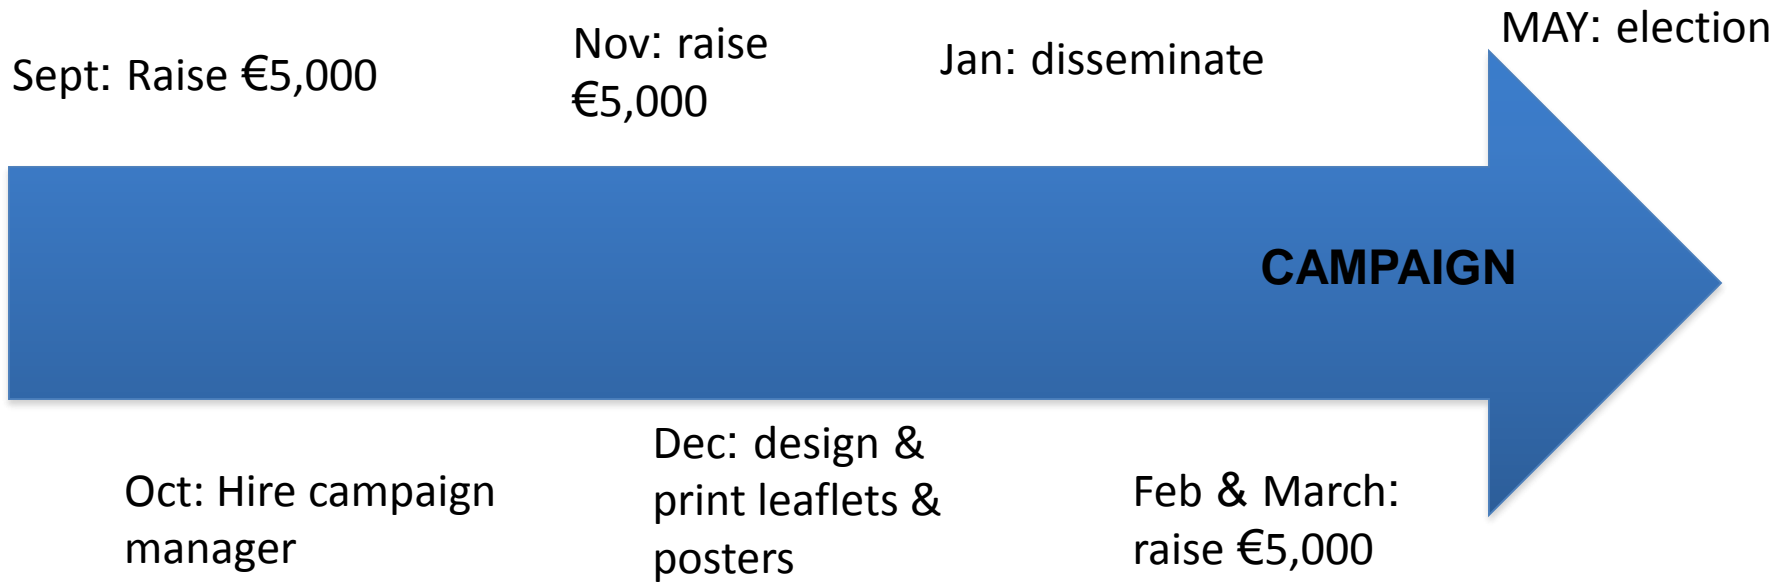 Sept: Raise €5,000
Nov: raise
€5,000
Jan: disseminate
MAY: election
CAMPAIGN
Oct: Hire campaign
manager
Dec: design &
print leaflets &
posters
Feb & March:
raise €5,000